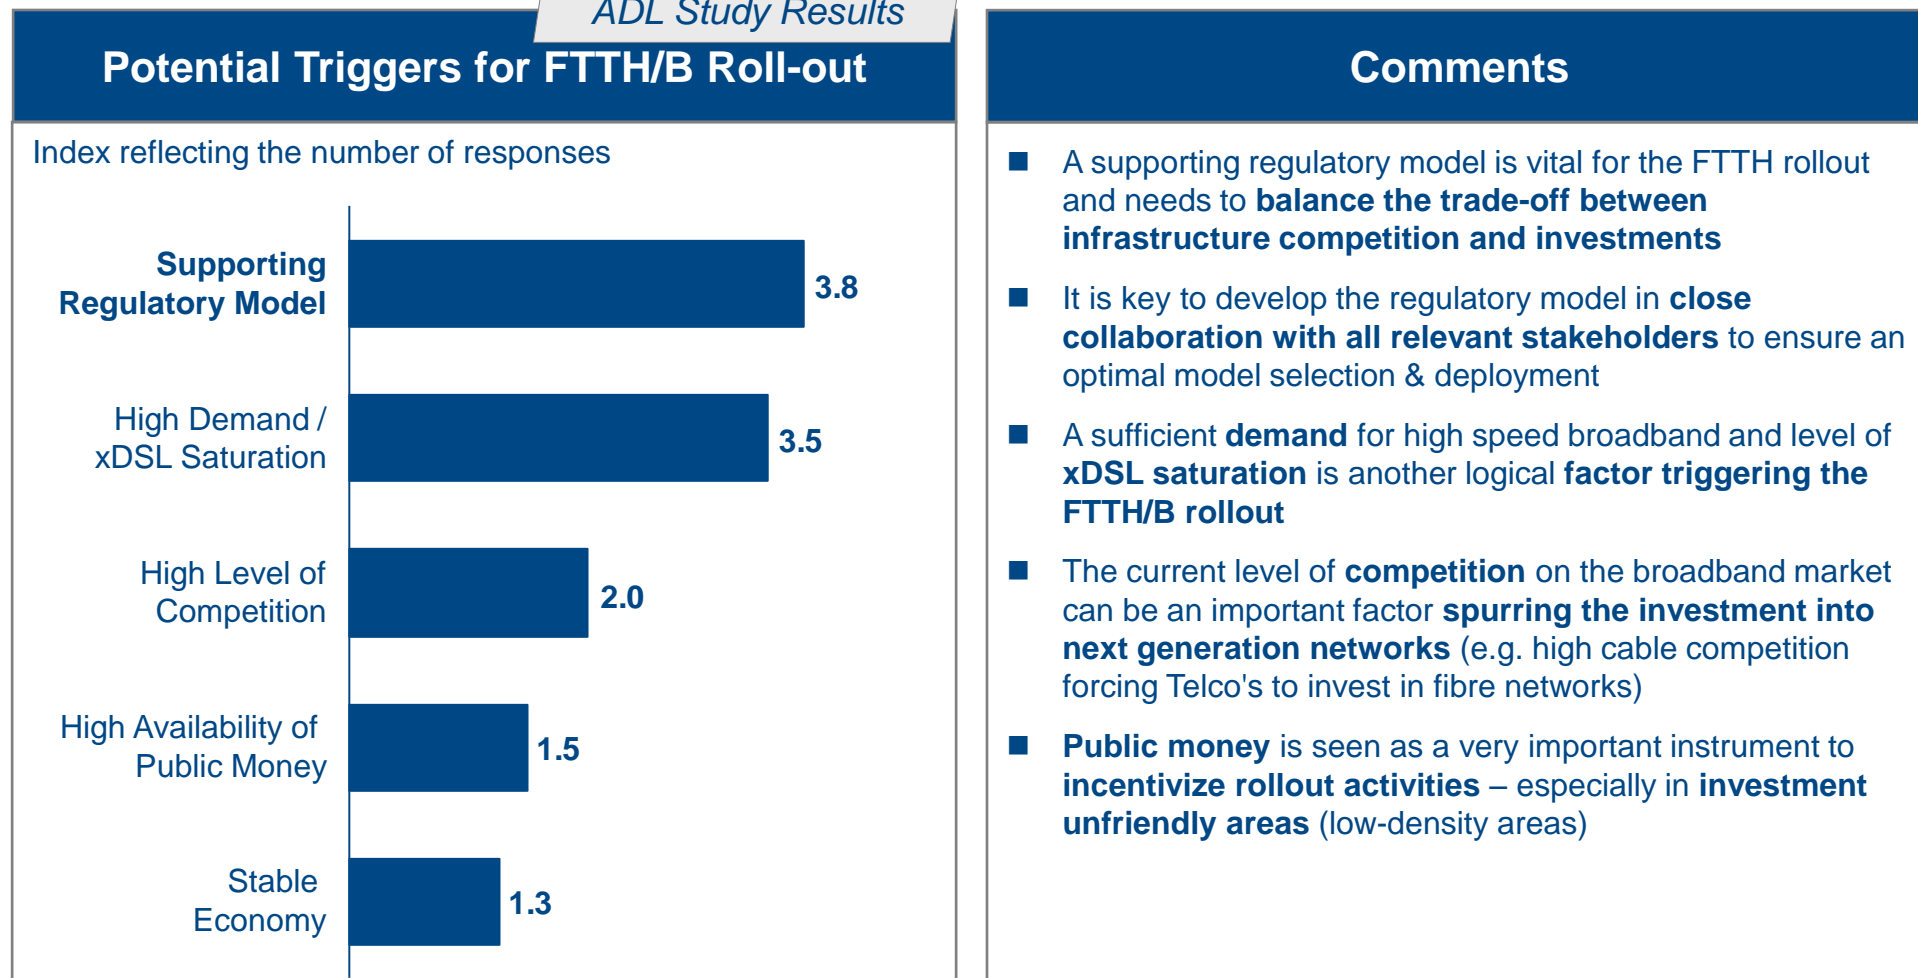 ADL Study Results
Potential Triggers for FTTH/B Roll-out
Index reflecting the number of responses
Supporting
Regulatory Model
3.8
High Demand /
xDSL Saturation
3.5
High Level of
Competition
2.0
High Availability of
Public Money
1.5
Stable
Economy
1.3
Comments
■ A supporting regulatory model is vital for the FTTH rollout
and needs to balance the trade-off between
infrastructure competition and investments
■ It is key to develop the regulatory model in close
collaboration with all relevant stakeholders to ensure an
optimal model selection & deployment
■ A sufficient demand for high speed broadband and level of
xDSL saturation is another logical factor triggering the
FTTH/B rollout
■ The current level of competition on the broadband market
can be an important factor spurring the investment into
next generation networks (e.g. high cable competition
forcing Telco's to invest in fibre networks)
■ Public money is seen as a very important instrument to
incentivize rollout activities – especially in investment
unfriendly areas (low-density areas)